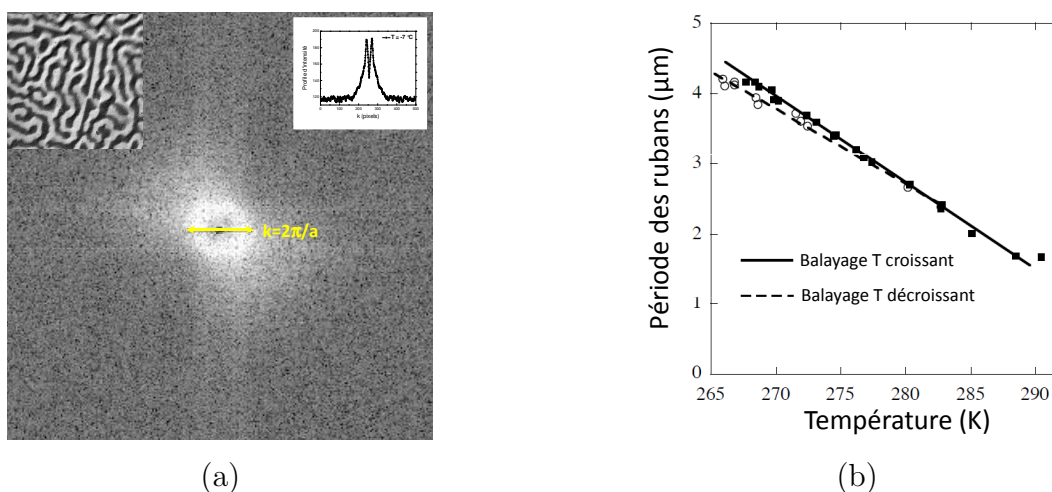 T = -7 °C
Profile d'intensité
k (pixels)
k=2π/a
(a)
5
4
3
2
1
0
Période des rubans (µm)
Balayage T croissant
Balayage T décroissant
265 270 275 280 285 290
Température (K)
(b)